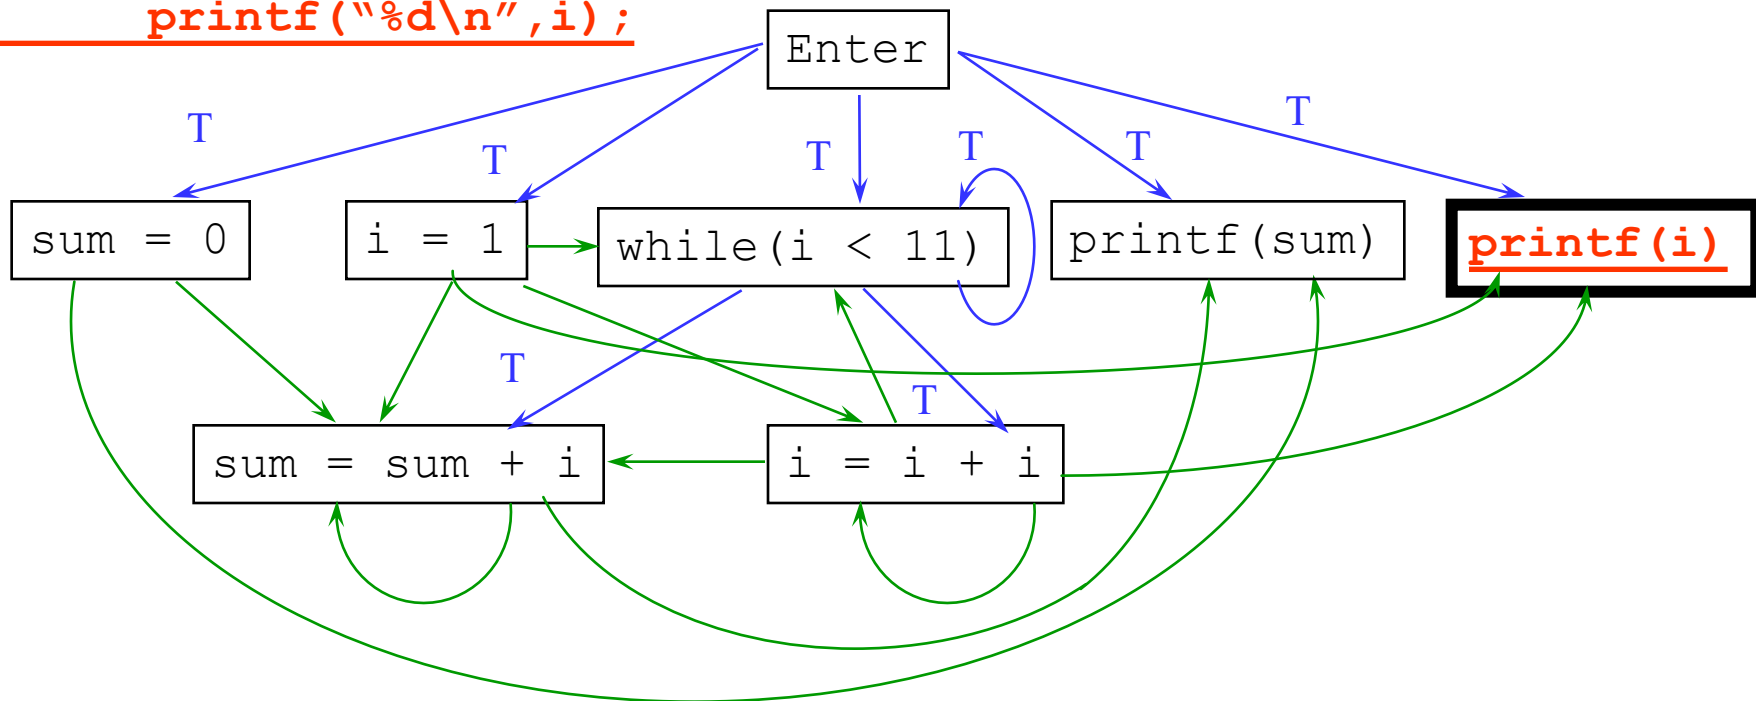 printf(“%d\n”,i);
Enter
T
T
T
T
T
T
sum = 0
i = 1
while(i < 11)
printf(sum)
printf(i)
T
T
sum = sum + i
i = i + i